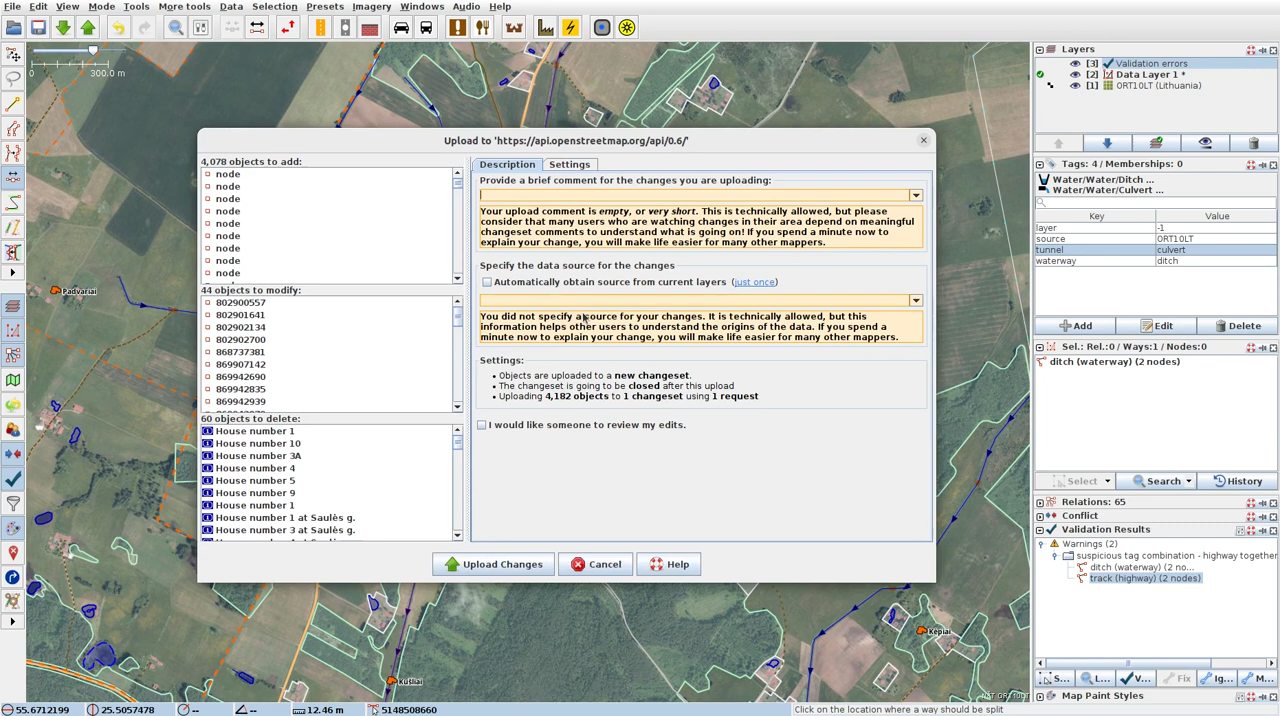 File Edit View Mode Tools More tools Data Selection Presets Imagery Windows Audio Help
0 300.0 m
Padvariai
Kušliai
Kėpiai
Upload to 'https://api.openstreetmap.org/api/0.6/'
4,078 objects to add:
node
node
node
node
node
node
node
node
node
44 objects to modify:
802900557
802901641
802902134
802902700
868737381
869907142
869942690
869942835
869942939
60 objects to delete:
House number 1
House number 10
House number 3A
House number 4
House number 5
House number 9
House number 1
House number 1 at Saulės g.
House number 3 at Saulės g.
Description Settings
Provide a brief comment for the changes you are uploading:
Your upload comment is empty, or very short. This is technically allowed, but please
consider that many users who are watching changes in their area depend on meaningful
changeset comments to understand what is going on! If you spend a minute now to
explain your change, you will make life easier for many other mappers.
Specify the data source for the changes
Automatically obtain source from current layers (just once)
You did not specify a source for your changes. It is technically allowed, but this
information helps other users to understand the origins of the data. If you spend a
minute now to explain your change, you will make life easier for many other mappers.
Settings:
• Objects are uploaded to a new changeset.
• The changeset is going to be closed after this upload
• Uploading 4,182 objects to 1 changeset using 1 request
I would like someone to review my edits.
Upload Changes Cancel Help
Layers
[3] Validation errors
[2] Data Layer 1 *
[1] ORT10LT (Lithuania)
Tags: 4 / Memberships: 0
Water/Water/Ditch ...
Water/Water/Culvert ...
Key Value
layer -1
source ORT10LT
tunnel culvert
waterway ditch
Add Edit Delete
Sel.: Rel.:0 / Ways:1 / Nodes:0
ditch (waterway) (2 nodes)
Select Search History
Relations: 65
Conflict
Validation Results
Warnings (2)
suspicious tag combination - highway together
ditch (waterway) (2 no...
track (highway) (2 nodes)
S... L... V... Fix Ig... M...
Map Paint Styles
55.6712199 25.5057478 -- -- 12.46 m 5148508660 Click on the location where a way should be split